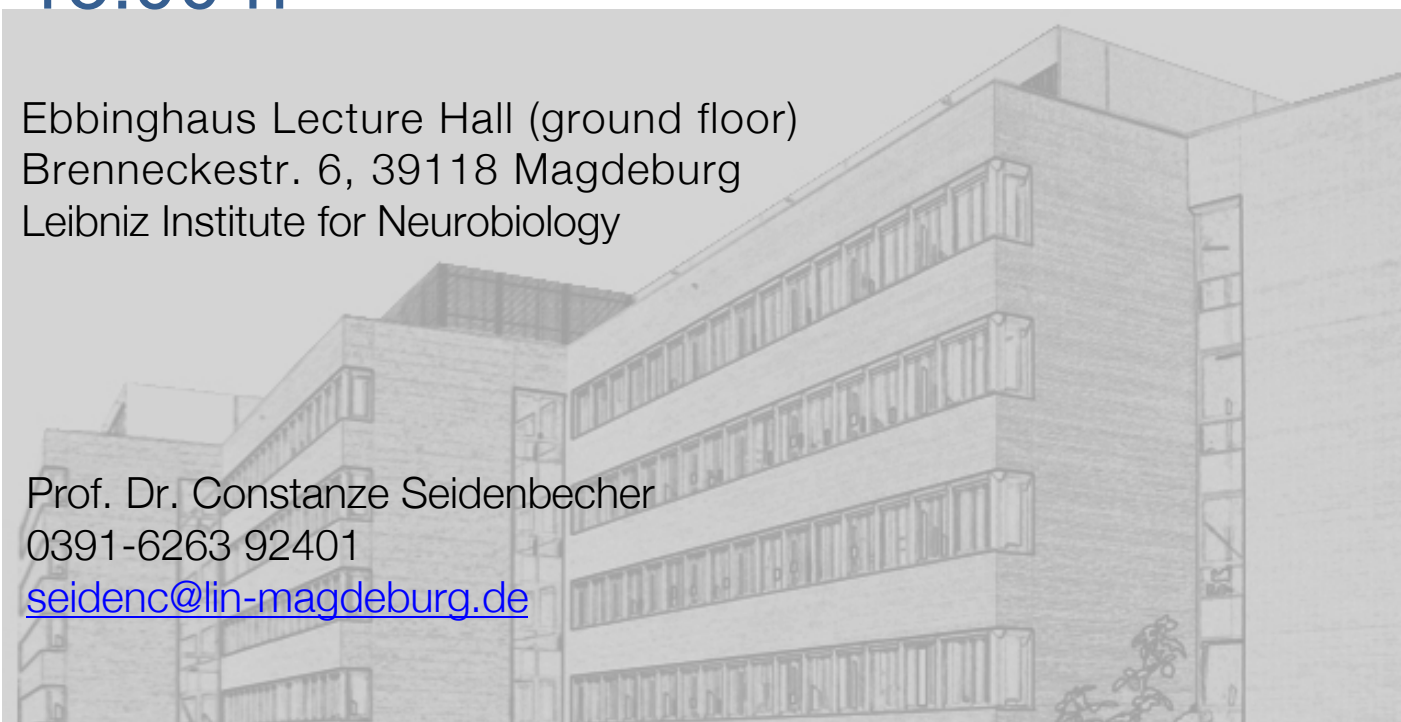 Ebbinghaus Lecture Hall (ground floor)
Brenneckestr. 6, 39118 Magdeburg
Leibniz Institute for Neurobiology
Prof. Dr. Constanze Seidenbecher
0391-6263 92401
seidenc@lin-magdeburg.de